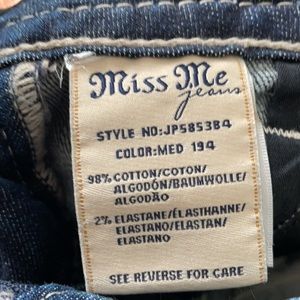 Miss Me
jeans
STYLE NO:JP5853B4
COLOR:MED 194
98% COTTON/COTON/
ALGODÓN/BAUMWOLLE/
ALGODÃO
2% ELASTANE/ÉLASTHANNE/
ELASTANO/ELASTAN/
ELASTANO
SEE REVERSE FOR CARE